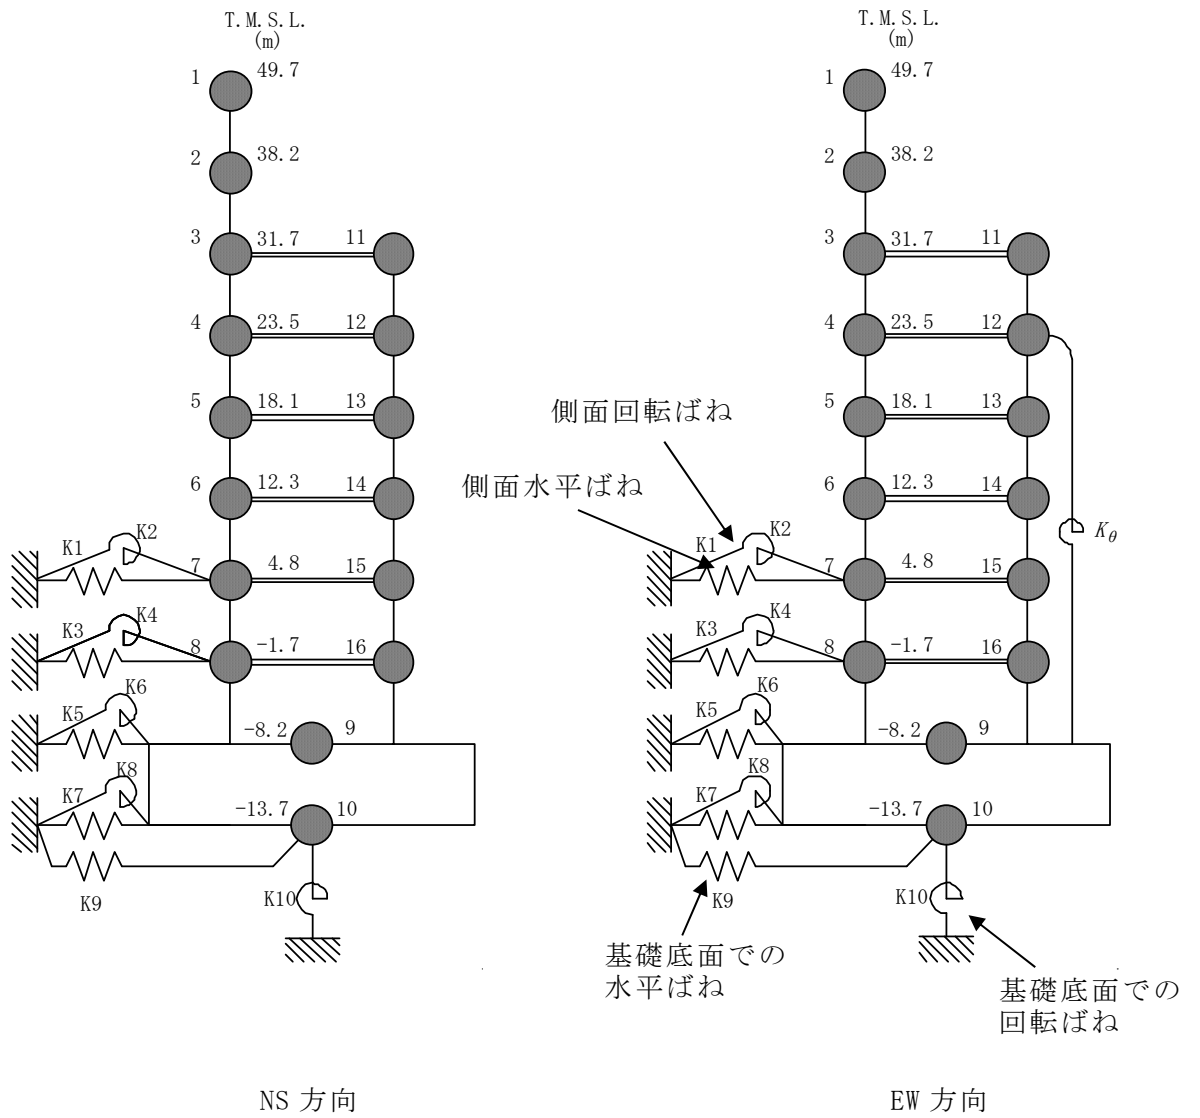 T.M.S.L.
(m)
1 49.7
2 38.2
3 31.7 11
4 23.5 12
5 18.1 13
6 12.3 14
K1 K2 7 4.8 15
K3 K4 8 -1.7 16
K5 K6 -8.2 9
K7 K8 -13.7 10
K9 K10
NS 方向
T.M.S.L.
(m)
1 49.7
2 38.2
3 31.7 11
4 23.5 12
5 18.1 13
側面回転ばね
側面水平ばね
6 12.3 14
Kθ
K1 K2 7 4.8 15
K3 K4 8 -1.7 16
K5 K6 -8.2 9
K7 K8 -13.7 10
K9 K10
基礎底面での
水平ばね
基礎底面での
回転ばね
EW 方向